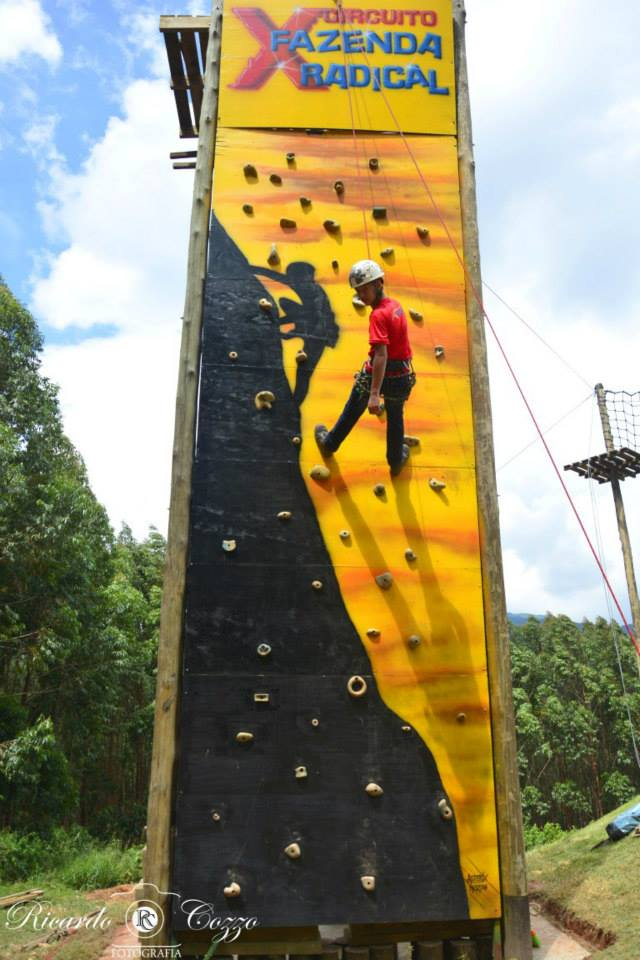 CIRCUITO
FAZENDA
X RADICAL
Ricardo RC Cozzo
FOTOGRAFIA